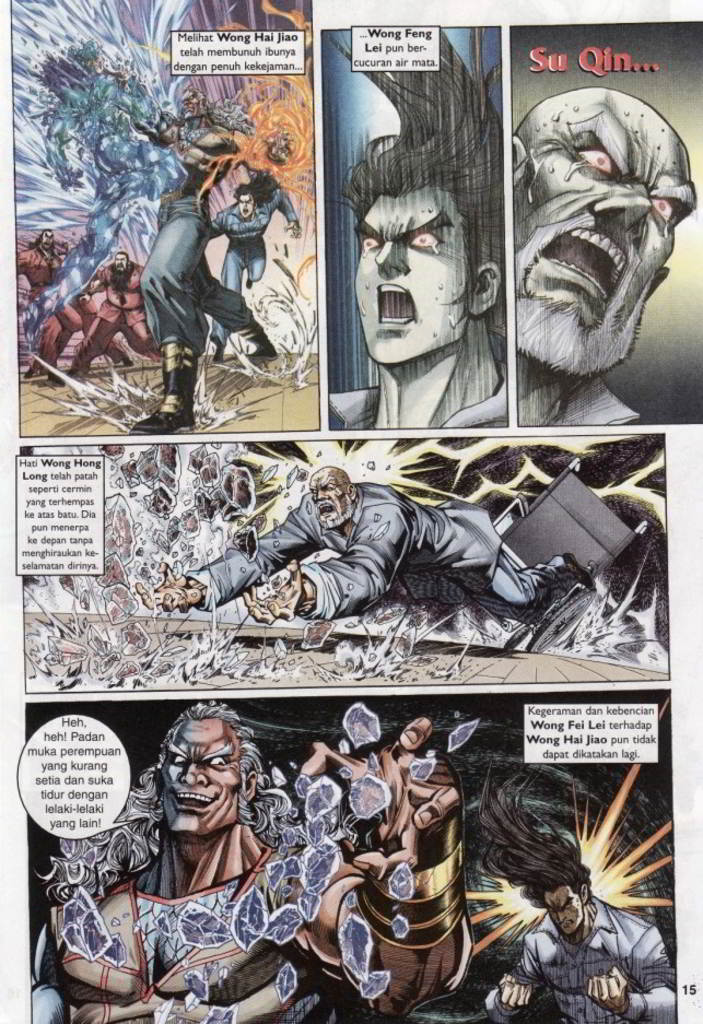 Melihat Wong Hai Jiao
telah membunuh ibunya
dengan penuh kekejaman...
...Wong Feng
Lei pun ber-
cucuran air mata.
Su Qin...
Hati Wong Hong
Long telah patah
seperti cermin
yang terhempas
ke atas batu. Dia
pun menerpa
ke depan tanpa
menghiraukan ke-
selamatan dirinya.
Heh,
heh! Padan
muka perempuan
yang kurang
setia dan suka
tidur dengan
lelaki-lelaki
yang lain!
Kegeraman dan kebencian
Wong Fei Lei terhadap
Wong Hai Jiao pun tidak
dapat dikatakan lagi.
15